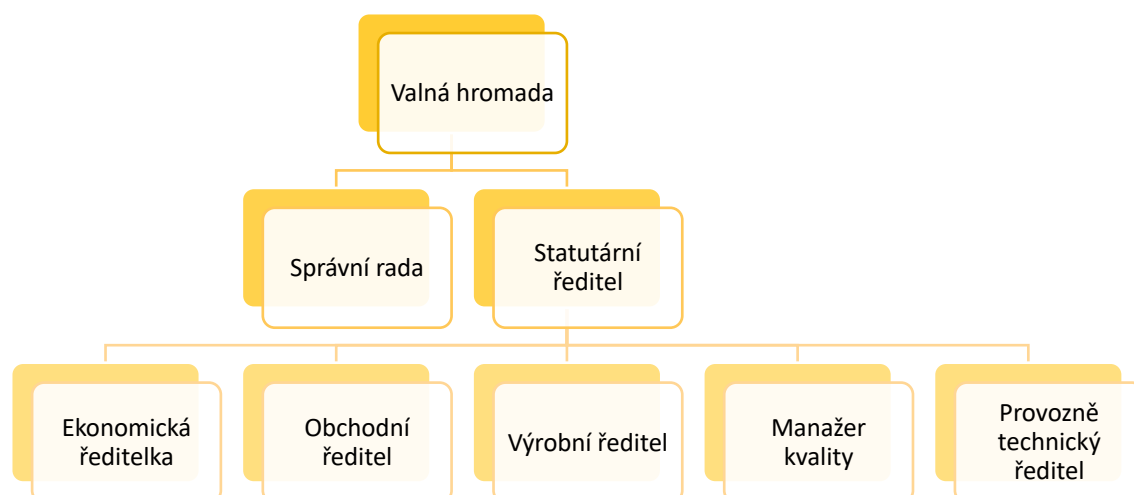 Valná hromada
Správní rada
Statutární
ředitel
Ekonomická
ředitelka
Obchodní
ředitel
Výrobní ředitel
Manažer
kvality
Provozně
technický
ředitel